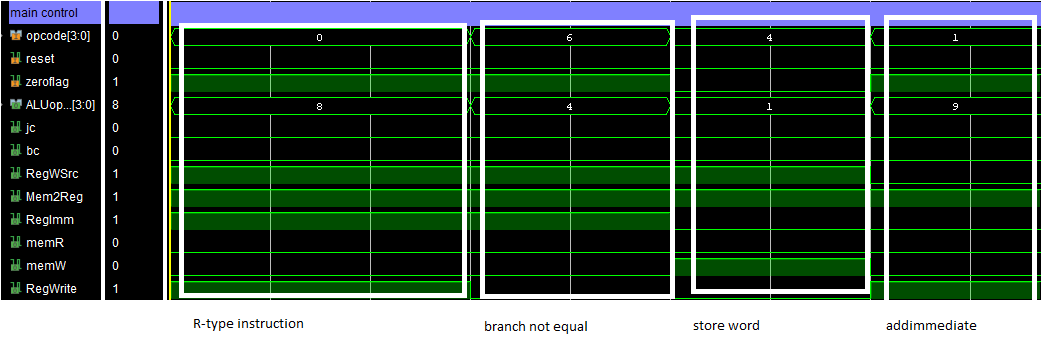 main control
opcode[3:0] 0 0 6 4 1
reset 0
zeroflag 1
ALUop...[3:0] 8 8 4 1 9
jc 0
bc 0
RegWSrc 1
Mem2Reg 1
RegImm 1
memR 0
memW 0
RegWrite 1
R-type instruction branch not equal store word addimmediate